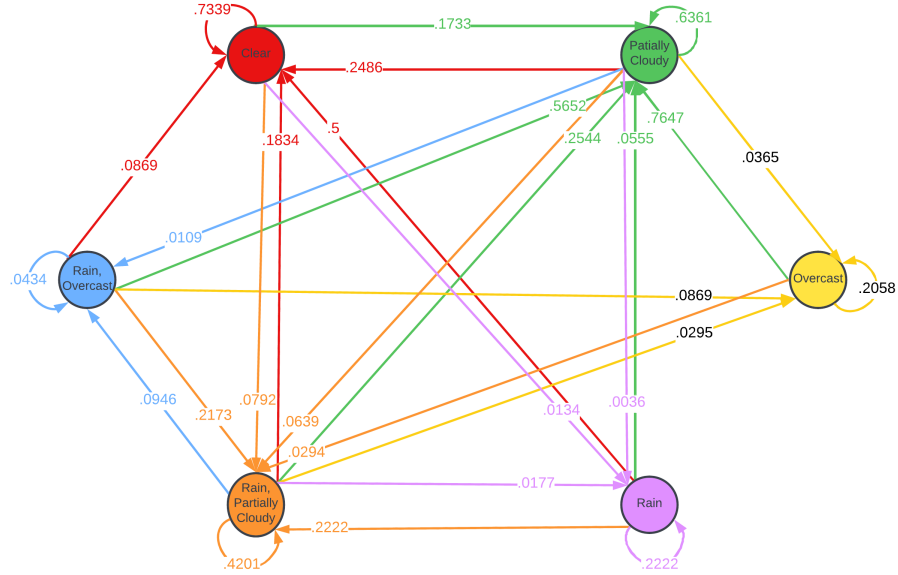 .7339
.6361
.1733
Clear
Patially
Cloudy
.2486
.5652
.7647
.5
.1834
.2544
.0555
.0365
.0869
.0109
Rain,
Overcast
.0434
Overcast
.2058
.0869
.0295
.0946
.2173
.0792
.0639
.0134
.0036
.0294
.0177
Rain,
Partially
Cloudy
Rain
.2222
.4201
.2222